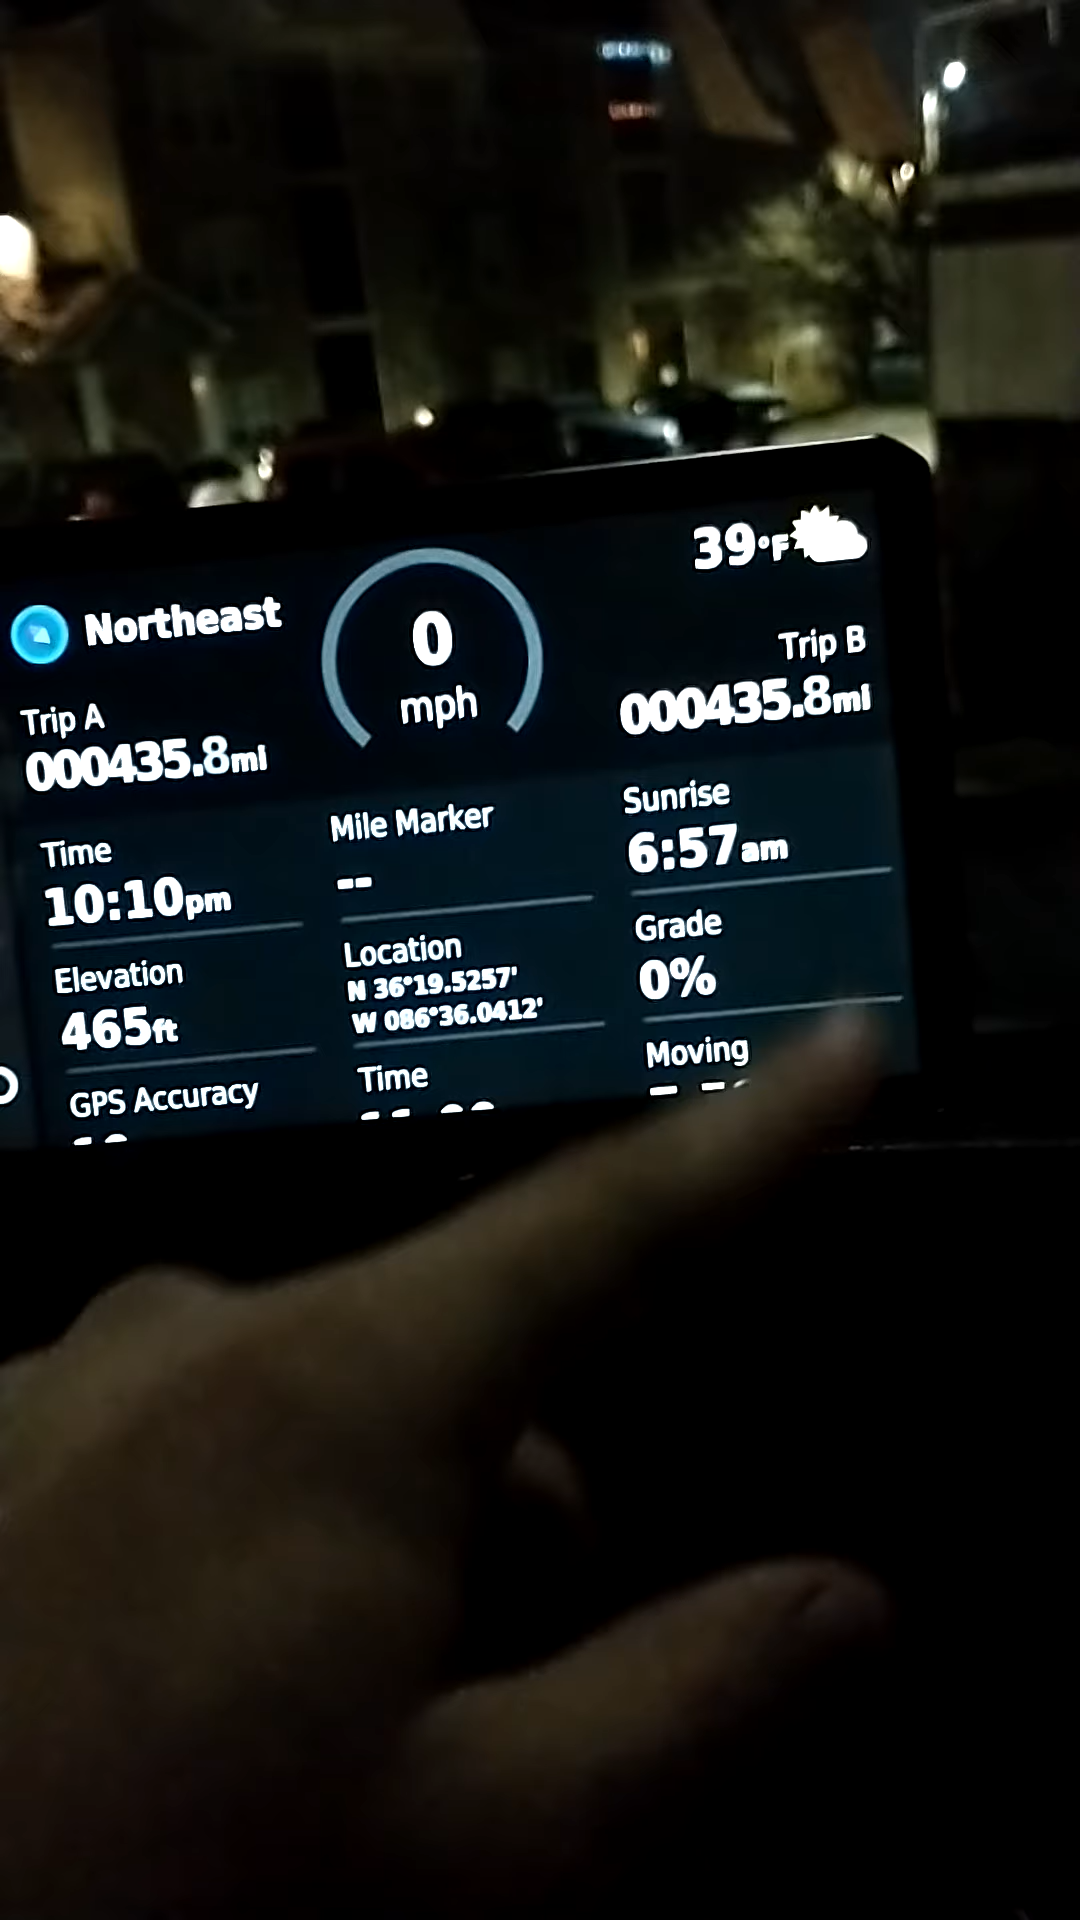 39°F
Northeast
0
mph
Trip A
000435.8mi
Trip B
000435.8mi
Time
10:10pm
Mile Marker
--
Sunrise
6:57am
Elevation
465ft
Location
N 36°19.5257'
W 086°36.0412'
Grade
0%
GPS Accuracy
Time
Moving